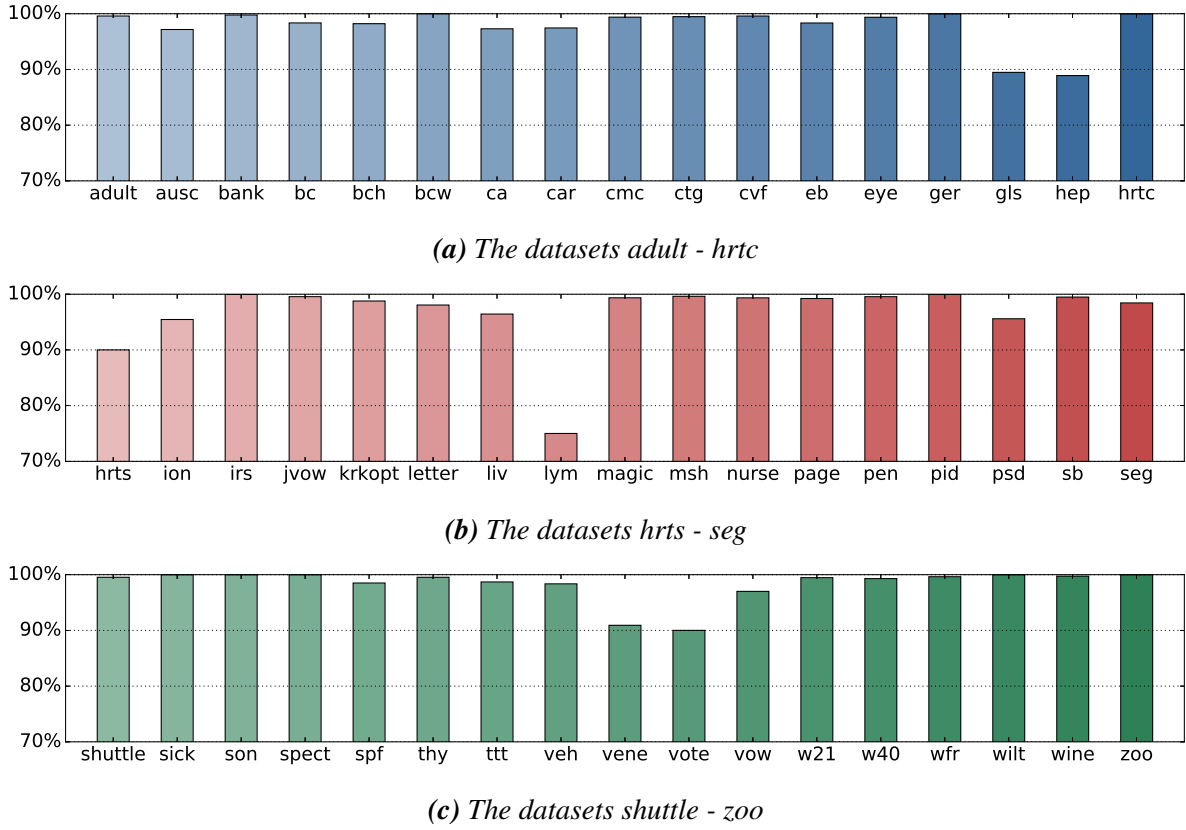 100%
90%
80%
70%
adult ausc bank bc bch bcw ca car cmc ctg cvf eb eye ger gls hep hrtc
(a) The datasets adult - hrtc
100%
90%
80%
70%
hrts ion irs jvow krkopt letter liv lym magic msh nurse page pen pid psd sb seg
(b) The datasets hrts - seg
100%
90%
80%
70%
shuttle sick son spect spf thy ttt veh vene vote vow w21 w40 wfr wilt wine zoo
(c) The datasets shuttle - zoo